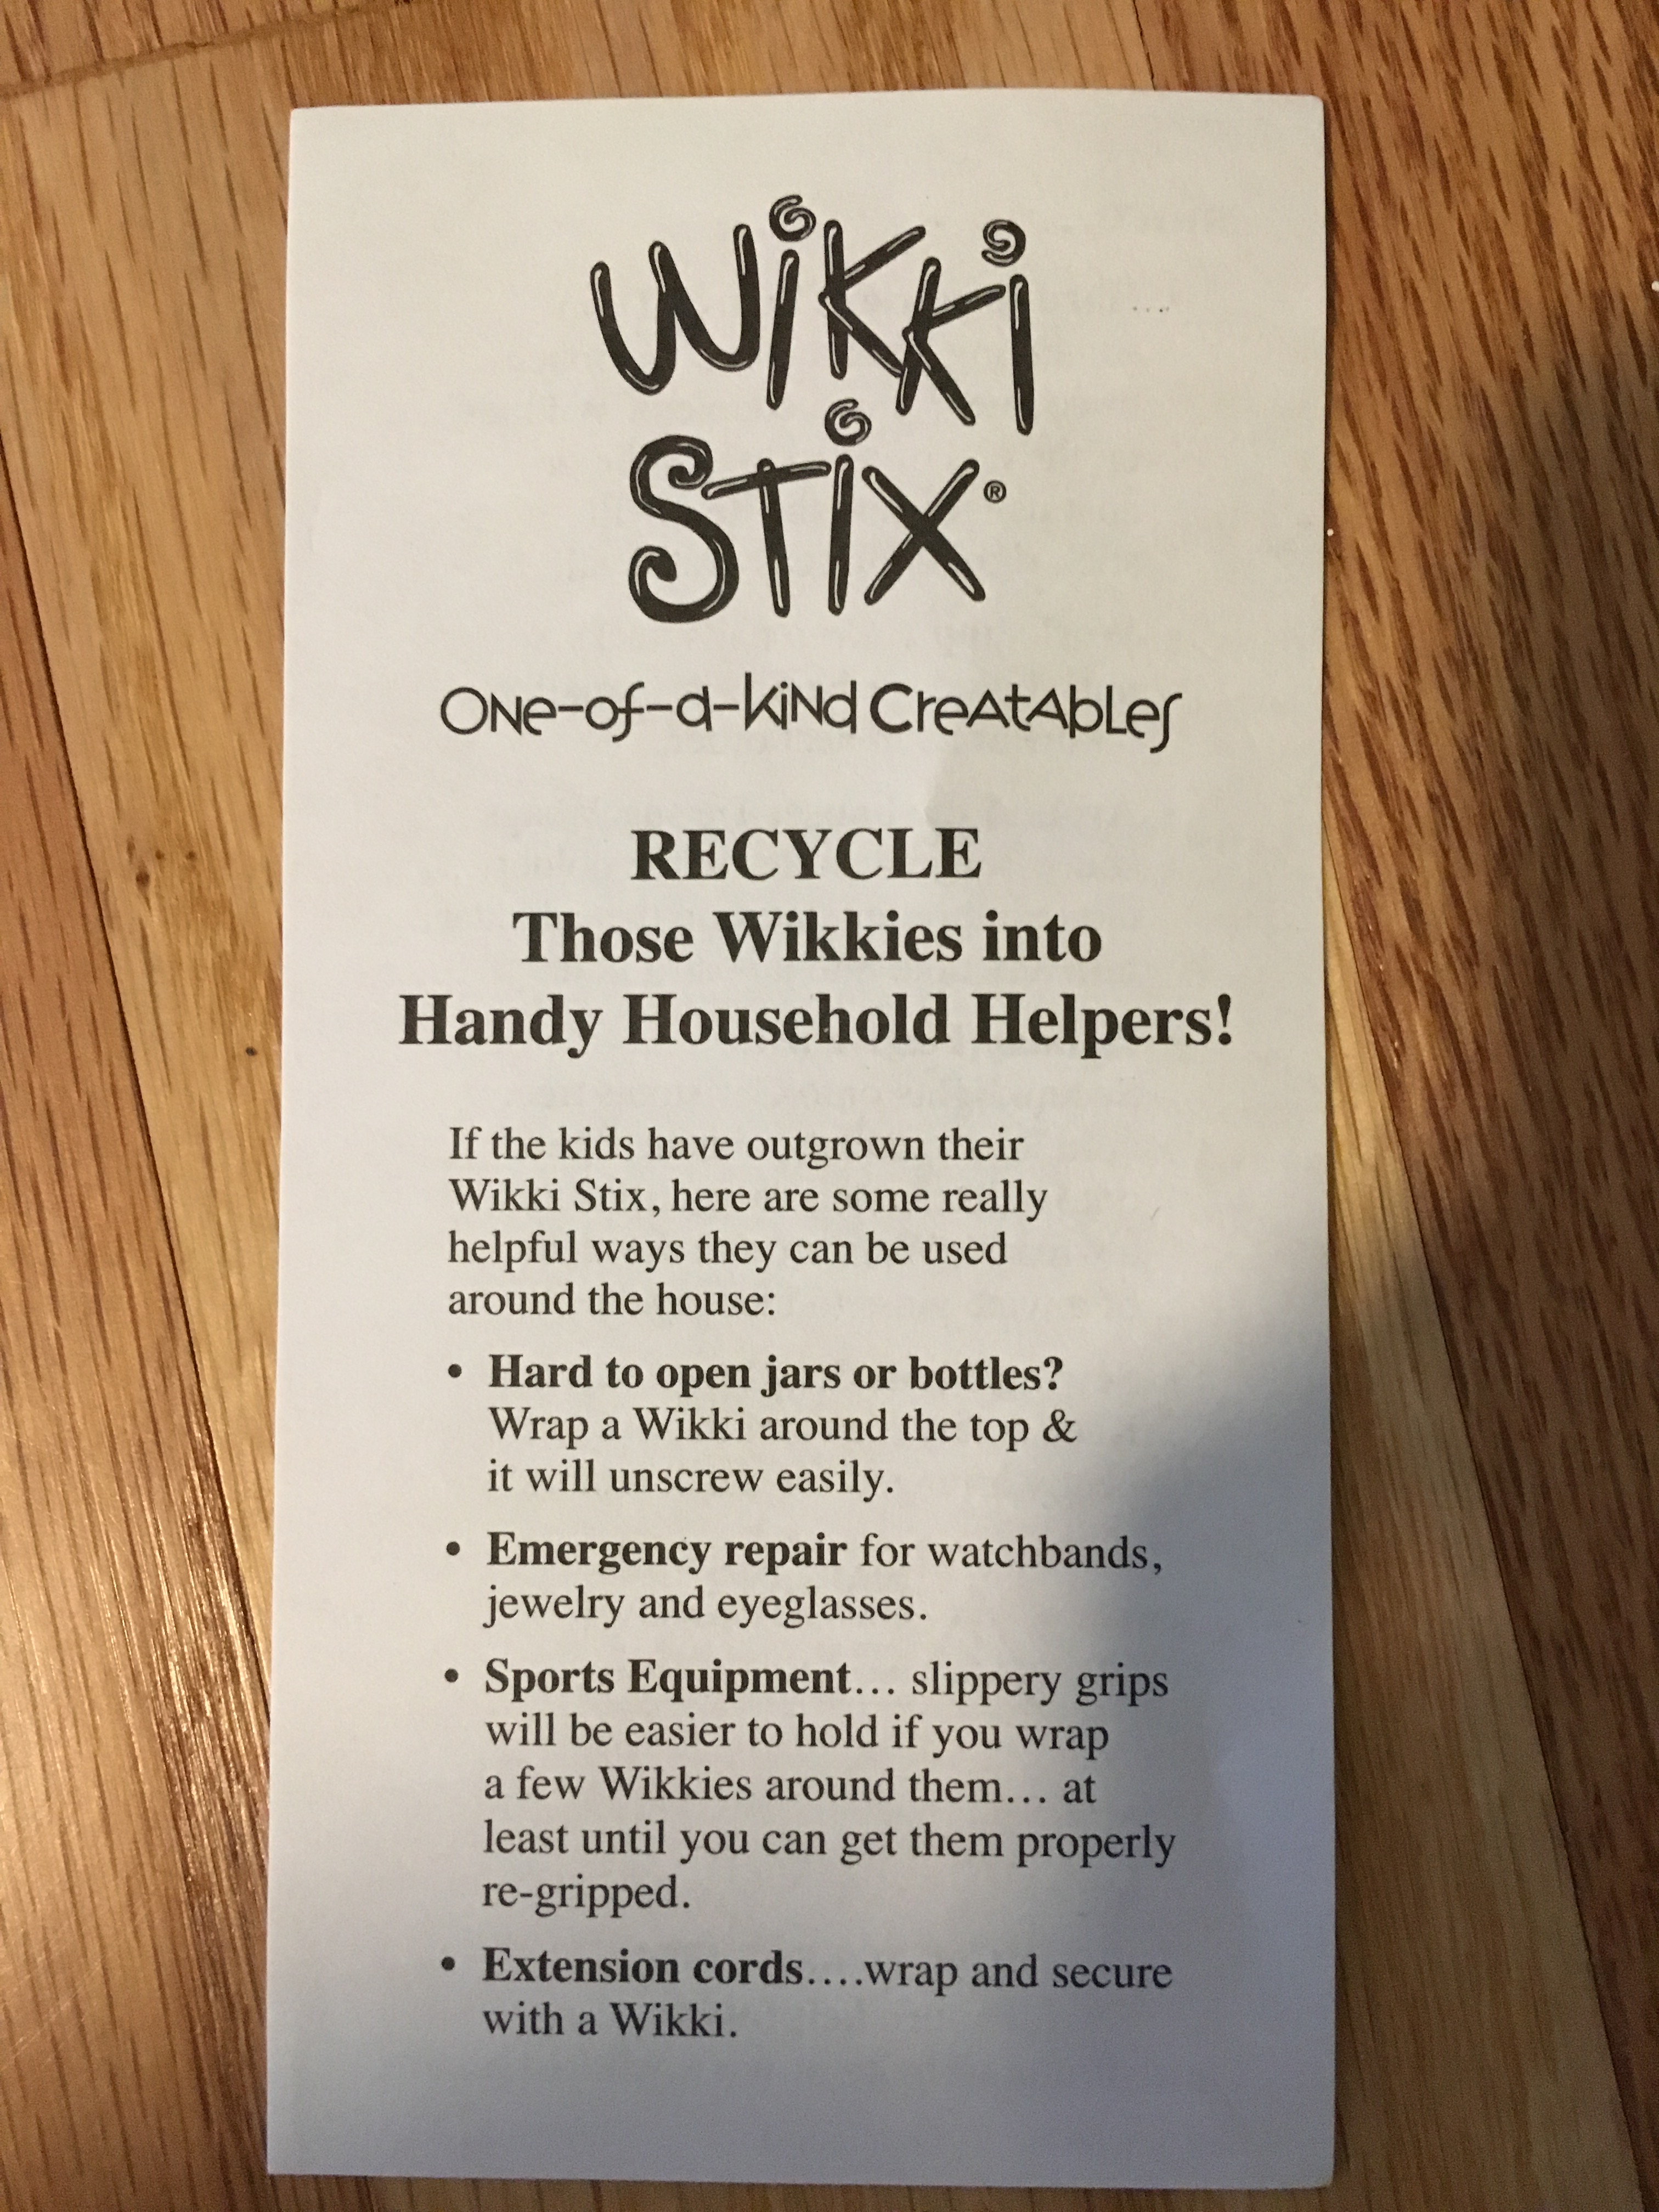 Wikki
Stix®
One-of-a-kind Creatables
RECYCLE
Those Wikkies into
Handy Household Helpers!
If the kids have outgrown their
Wikki Stix, here are some really
helpful ways they can be used
around the house:
• Hard to open jars or bottles?
Wrap a Wikki around the top &
it will unscrew easily.
• Emergency repair for watchbands,
jewelry and eyeglasses.
• Sports Equipment… slippery grips
will be easier to hold if you wrap
a few Wikkies around them… at
least until you can get them properly
re-gripped.
• Extension cords….wrap and secure
with a Wikki.